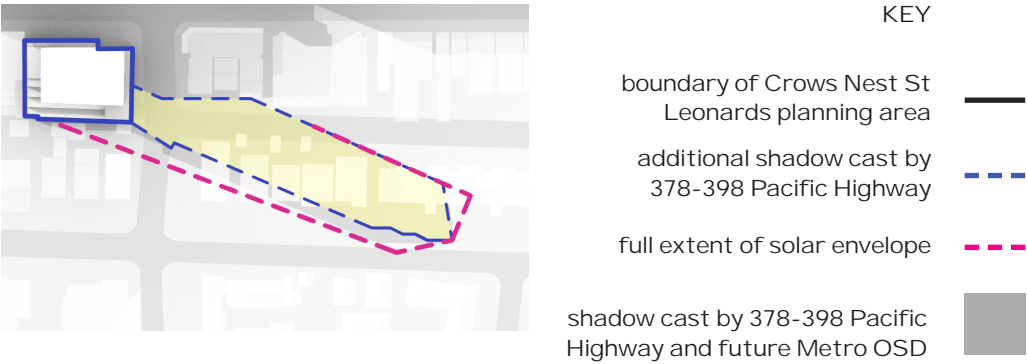 KEY
boundary of Crows Nest St
Leonards planning area
additional shadow cast by
378-398 Pacific Highway
full extent of solar envelope
shadow cast by 378-398 Pacific
Highway and future Metro OSD